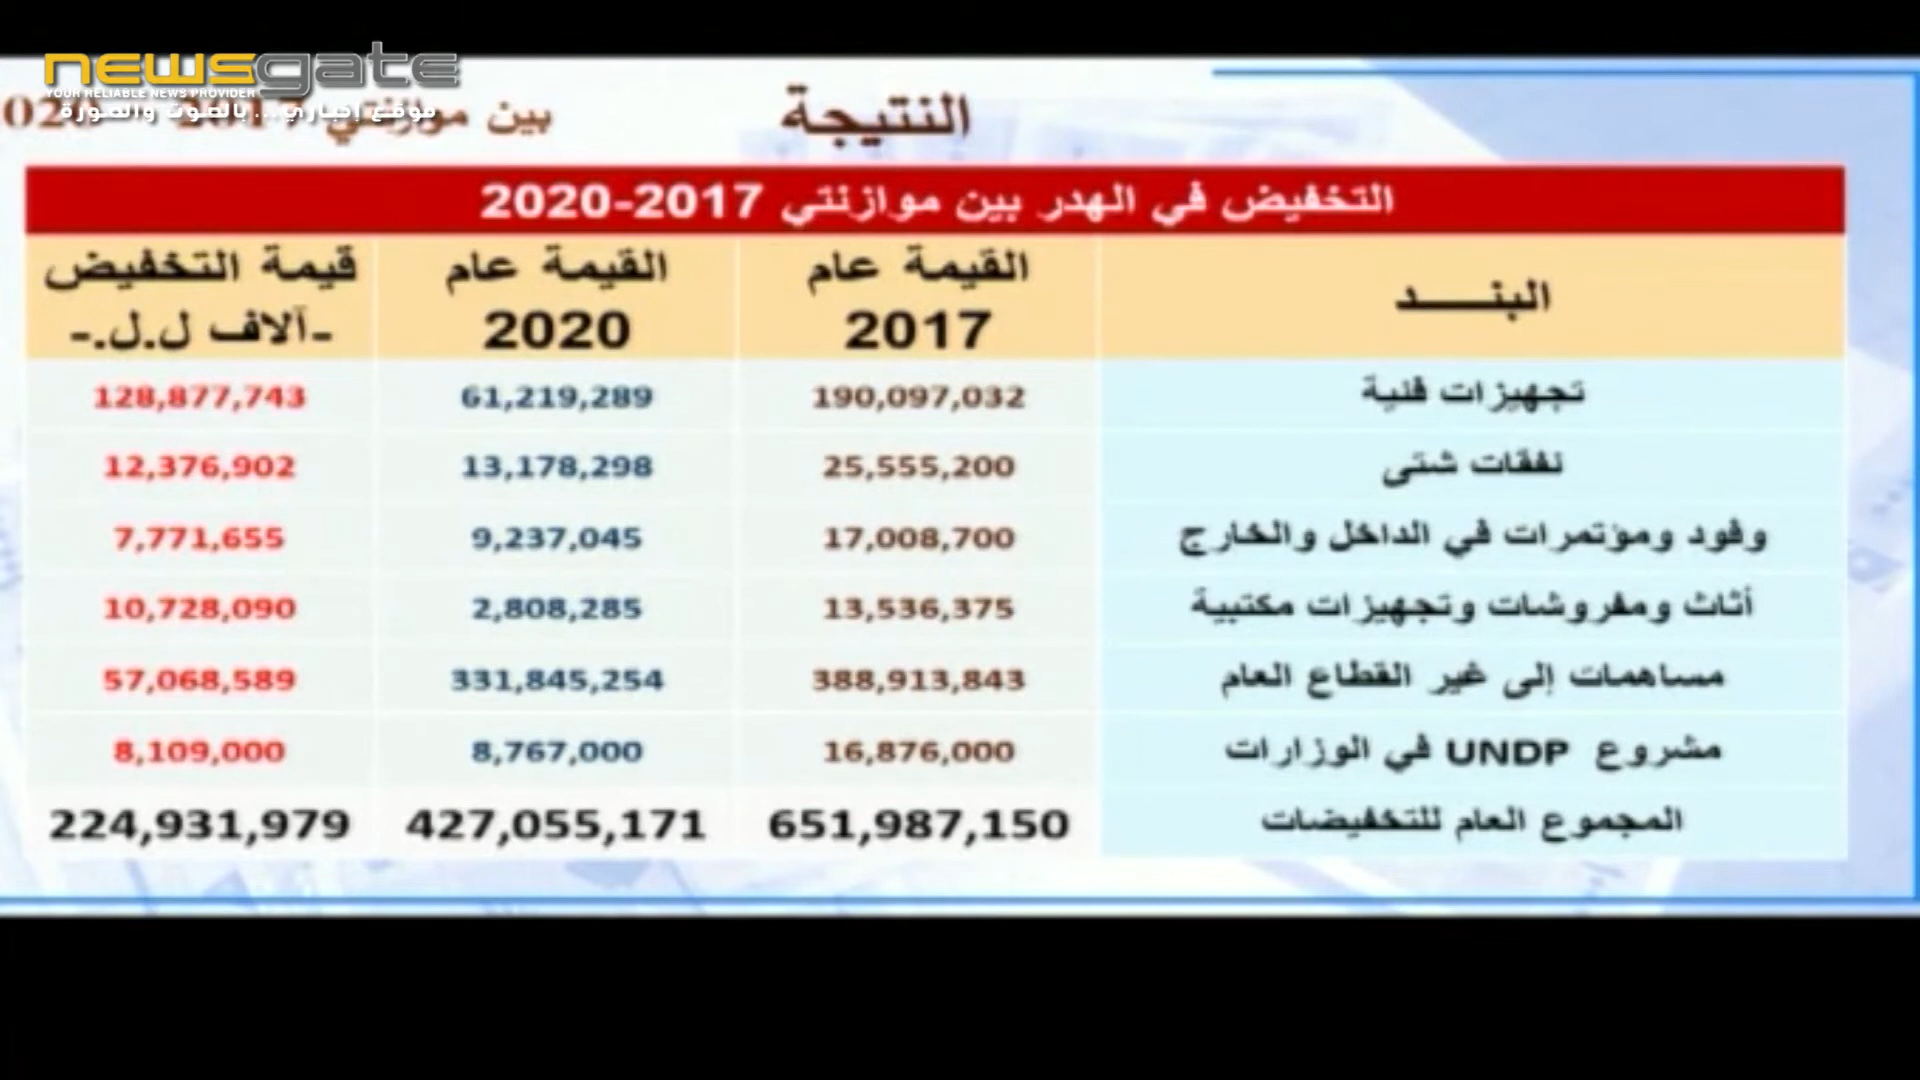 newsgate
YOUR RELIABLE NEWS PROVIDER
موقع إخباري... بالصوت والصورة
النتيجة بين موازنتي
التخفيض في الهدر بين موازنتي 2017-2020
البنـــــد القيمة عام 2017 القيمة عام 2020 قيمة التخفيض -آلاف ل.ل.-
تجهيزات فنية 190,097,032 61,219,289 128,877,743
نفقات شتى 25,555,200 13,178,298 12,376,902
وفود ومؤتمرات في الداخل والخارج 17,008,700 9,237,045 7,771,655
أثاث ومفروشات وتجهيزات مكتبية 13,536,375 2,808,285 10,728,090
مساهمات إلى غير القطاع العام 388,913,843 331,845,254 57,068,589
مشروع UNDP في الوزارات 16,876,000 8,767,000 8,109,000
المجموع العام للتخفيضات 651,987,150 427,055,171 224,931,979